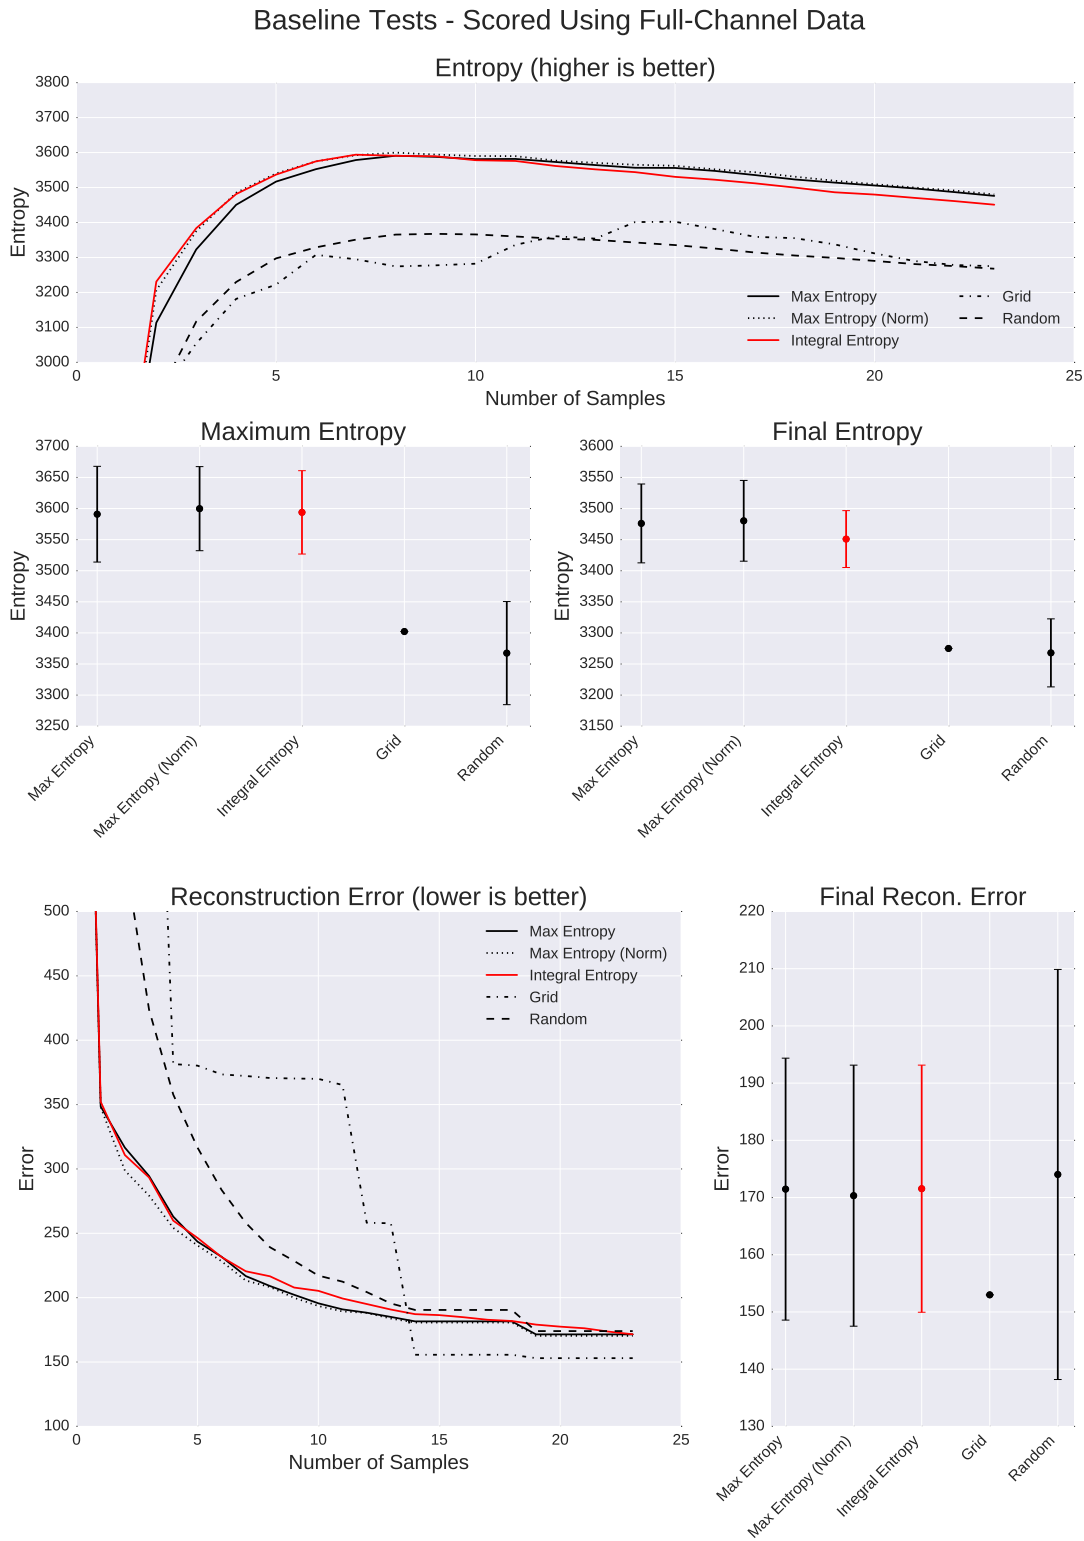 Baseline Tests - Scored Using Full-Channel Data
Entropy (higher is better)
3800
3700
3600
3500
3400
3300
3200
3100
3000
Entropy
0 5 10 15 20 25
Number of Samples
Max Entropy
Max Entropy (Norm)
Integral Entropy
Grid
Random
Maximum Entropy
3700
3650
3600
3550
3500
3450
3400
3350
3300
3250
Entropy
Max Entropy
Max Entropy (Norm)
Integral Entropy
Grid
Random
Final Entropy
3600
3550
3500
3450
3400
3350
3300
3250
3200
3150
Entropy
Max Entropy
Max Entropy (Norm)
Integral Entropy
Grid
Random
Reconstruction Error (lower is better)
500
450
400
350
300
250
200
150
100
Error
0 5 10 15 20 25
Number of Samples
Max Entropy
Max Entropy (Norm)
Integral Entropy
Grid
Random
Final Recon. Error
220
210
200
190
180
170
160
150
140
130
Error
Max Entropy
Max Entropy (Norm)
Integral Entropy
Grid
Random